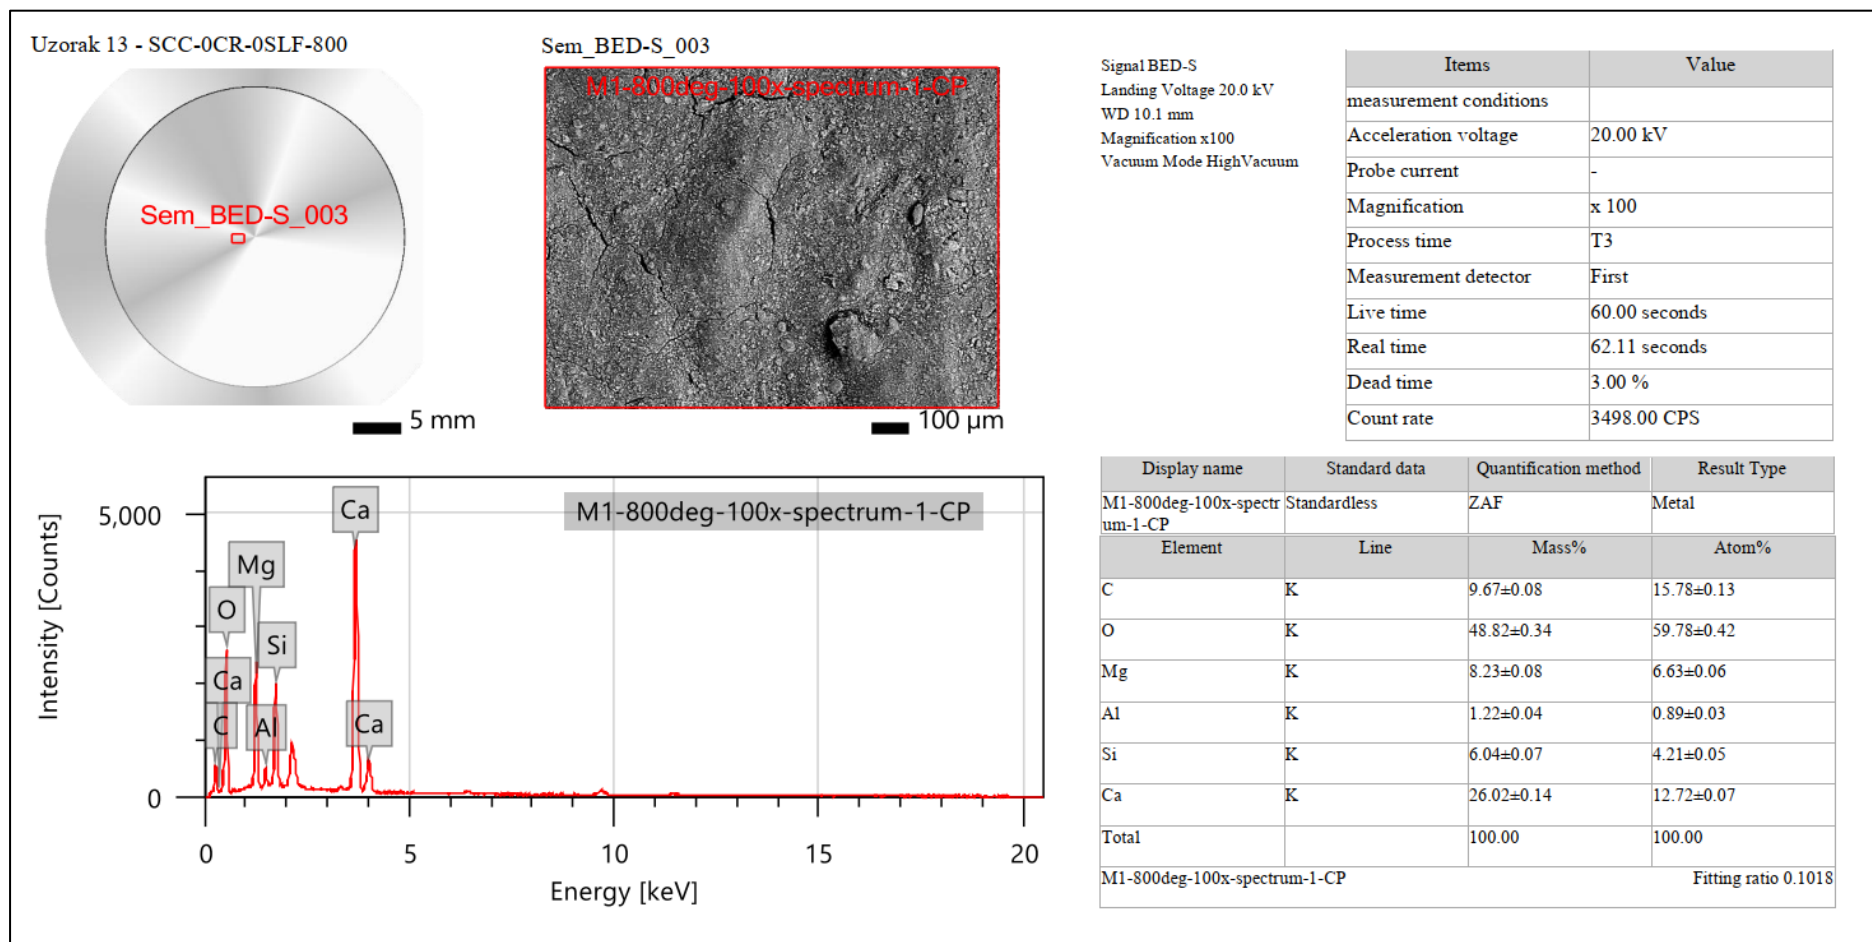 Uzorak 13 - SCC-0CR-0SLF-800
Sem_BED-S_003
5 mm
Sem_BED-S_003
M1-800deg-100x-spectrum-1-CP
100 µm
Signal BED-S
Landing Voltage 20.0 kV
WD 10.1 mm
Magnification x100
Vacuum Mode HighVacuum
Items Value
measurement conditions
Acceleration voltage 20.00 kV
Probe current -
Magnification x 100
Process time T3
Measurement detector First
Live time 60.00 seconds
Real time 62.11 seconds
Dead time 3.00 %
Count rate 3498.00 CPS
Intensity [Counts]
5,000
0
M1-800deg-100x-spectrum-1-CP
Ca
Mg
O
Si
Ca
C
Al
Ca
0 5 10 15 20
Energy [keV]
Display name Standard data Quantification method Result Type
M1-800deg-100x-spectr Standardless ZAF Metal
um-1-CP
Element Line Mass% Atom%
C K 9.67±0.08 15.78±0.13
O K 48.82±0.34 59.78±0.42
Mg K 8.23±0.08 6.63±0.06
Al K 1.22±0.04 0.89±0.03
Si K 6.04±0.07 4.21±0.05
Ca K 26.02±0.14 12.72±0.07
Total 100.00 100.00
M1-800deg-100x-spectrum-1-CP Fitting ratio 0.1018